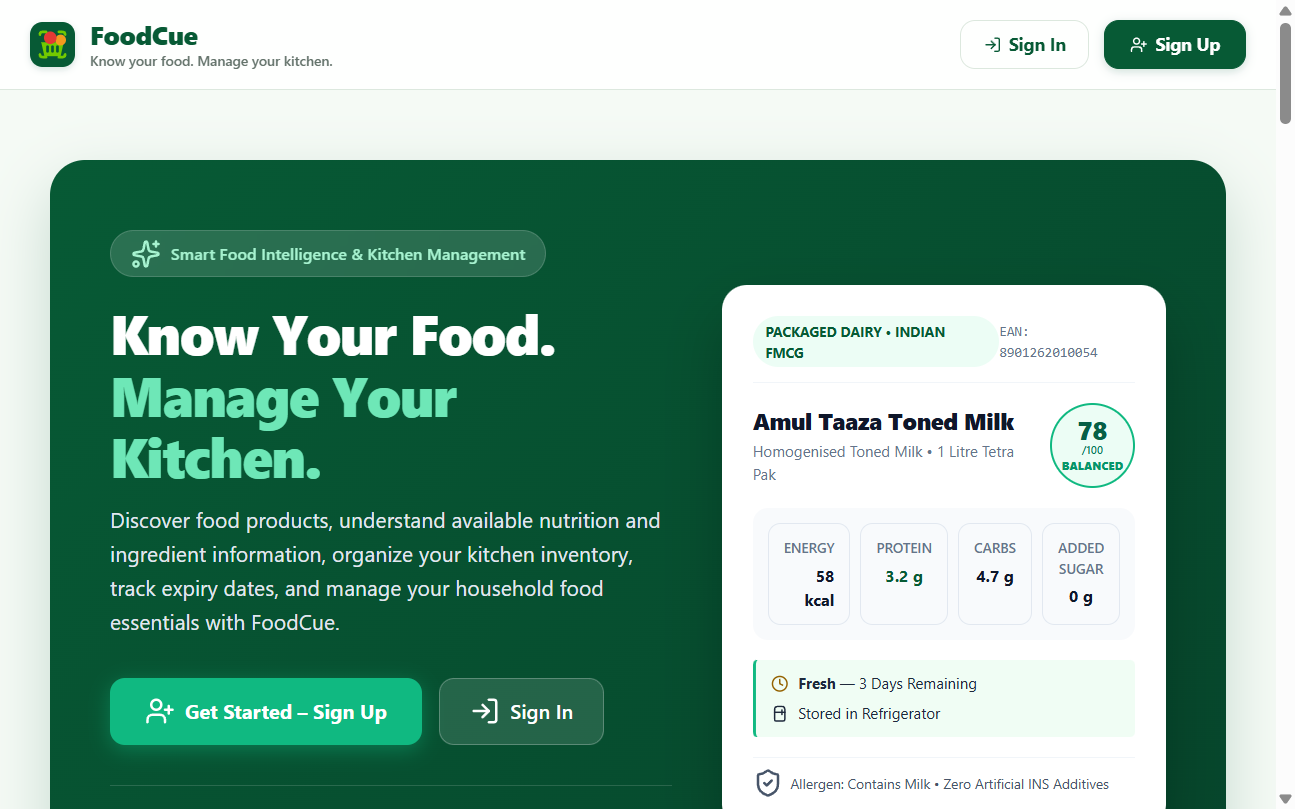 FoodCue
Know your food. Manage your kitchen.
Sign In
Sign Up
Smart Food Intelligence & Kitchen Management
Know Your Food.
Manage Your
Kitchen.
Discover food products, understand available nutrition and
ingredient information, organize your kitchen inventory,
track expiry dates, and manage your household food
essentials with FoodCue.
Get Started – Sign Up
Sign In
PACKAGED DAIRY • INDIAN
FMCG
EAN:
8901262010054
Amul Taaza Toned Milk
Homogenised Toned Milk • 1 Litre Tetra
Pak
78
/100
BALANCED
ENERGY
58
kcal
PROTEIN
3.2 g
CARBS
4.7 g
ADDED
SUGAR
0 g
Fresh — 3 Days Remaining
Stored in Refrigerator
Allergen: Contains Milk • Zero Artificial INS Additives